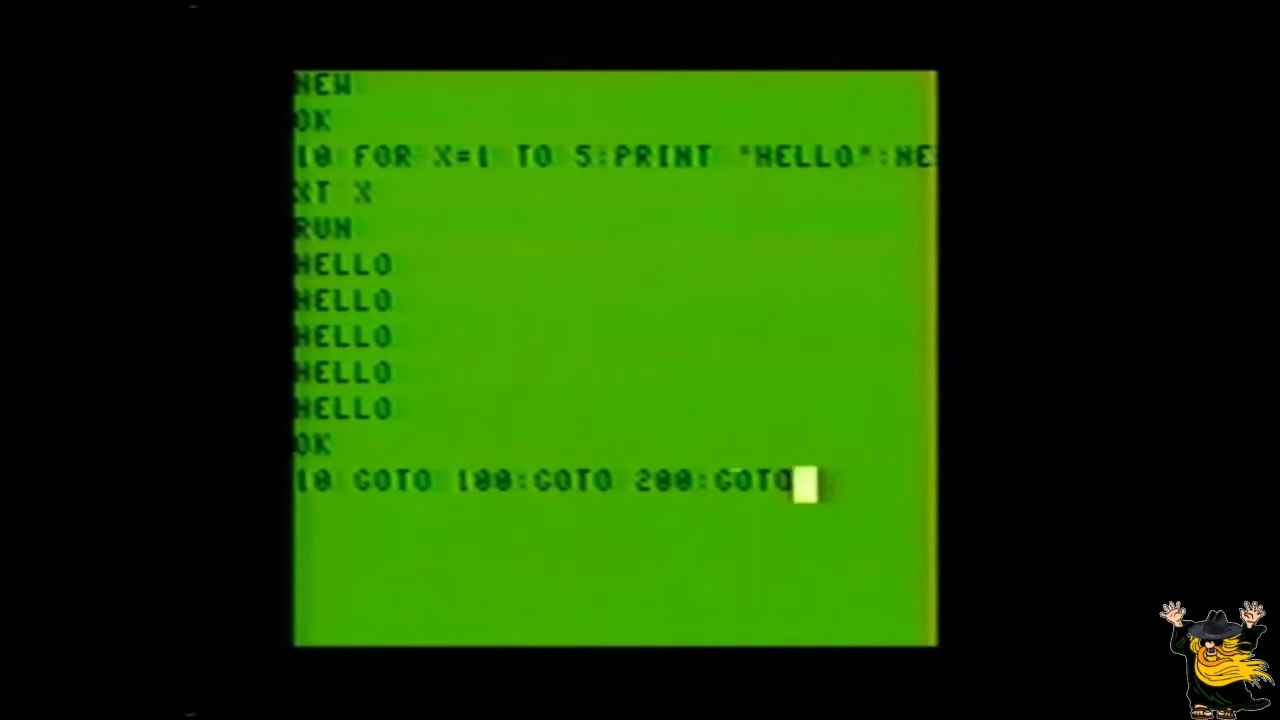 NEW
OK
10 FOR X=1 TO 5:PRINT "HELLO":NE
XT X
RUN
HELLO
HELLO
HELLO
HELLO
HELLO
OK
10 GOTO 100:GOTO 200:GOTO